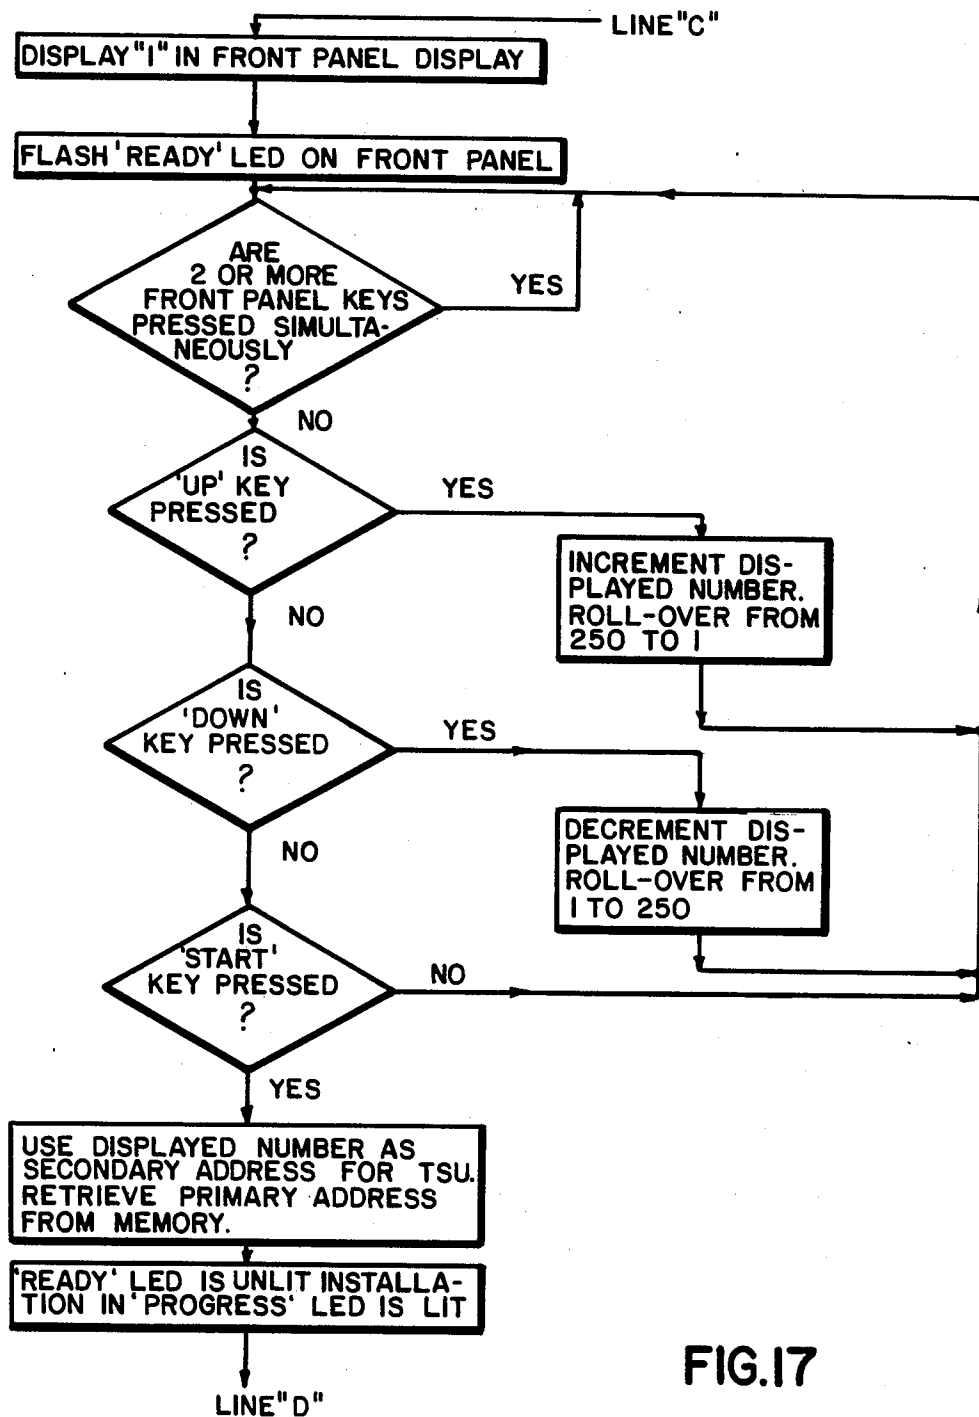 LINE "C"
DISPLAY "1" IN FRONT PANEL DISPLAY
FLASH 'READY' LED ON FRONT PANEL
ARE
2 OR MORE
FRONT PANEL KEYS
PRESSED SIMULTA-
NEOUSLY
?
YES
NO
IS
'UP' KEY
PRESSED
?
YES
INCREMENT DIS-
PLAYED NUMBER.
ROLL-OVER FROM
250 TO 1
NO
IS
'DOWN'
KEY PRESSED
?
YES
DECREMENT DIS-
PLAYED NUMBER.
ROLL-OVER FROM
1 TO 250
NO
IS
'START'
KEY PRESSED
?
NO
YES
USE DISPLAYED NUMBER AS
SECONDARY ADDRESS FOR TSU.
RETRIEVE PRIMARY ADDRESS
FROM MEMORY.
'READY' LED IS UNLIT INSTALLA-
TION IN 'PROGRESS' LED IS LIT
LINE "D"
FIG.17